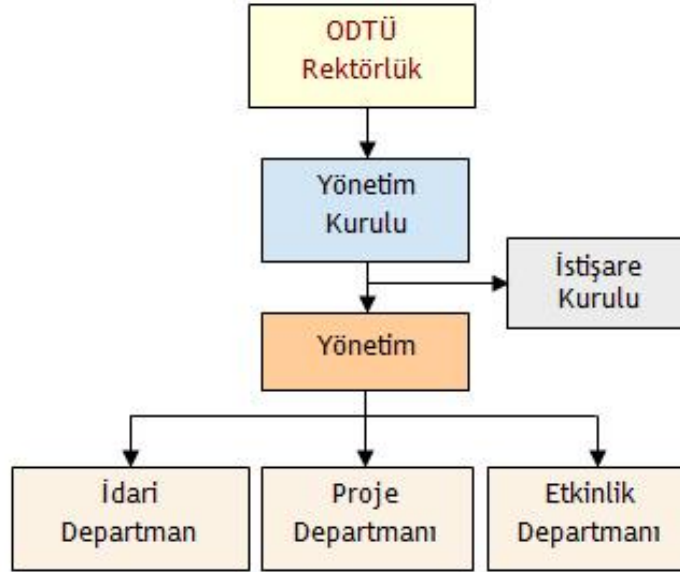 ODTÜ
Rektörlük
Yönetim
Kurulu
İstişare
Kurulu
Yönetim
İdari
Departman
Proje
Departmanı
Etkinlik
Departmanı